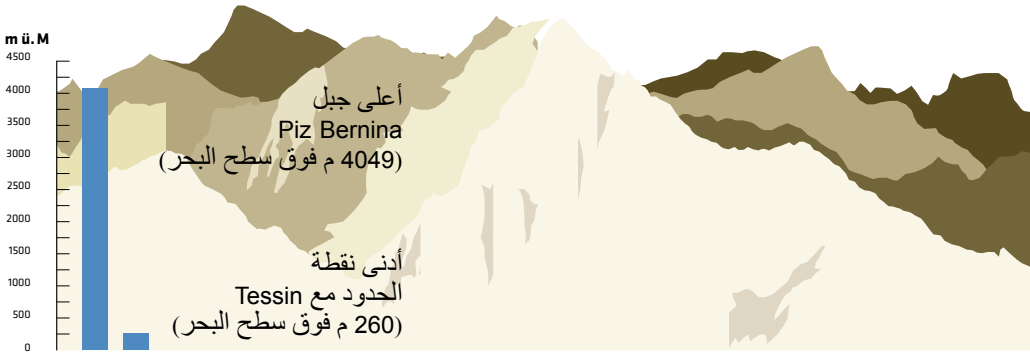 m ü.M
4500
4000
3500
3000
2500
2000
1500
1000
500
0
أعلى جبل
Piz Bernina
(4049 م فوق سطح البحر)
أدنى نقطة
الحدود مع Tessin
(260 م فوق سطح البحر)